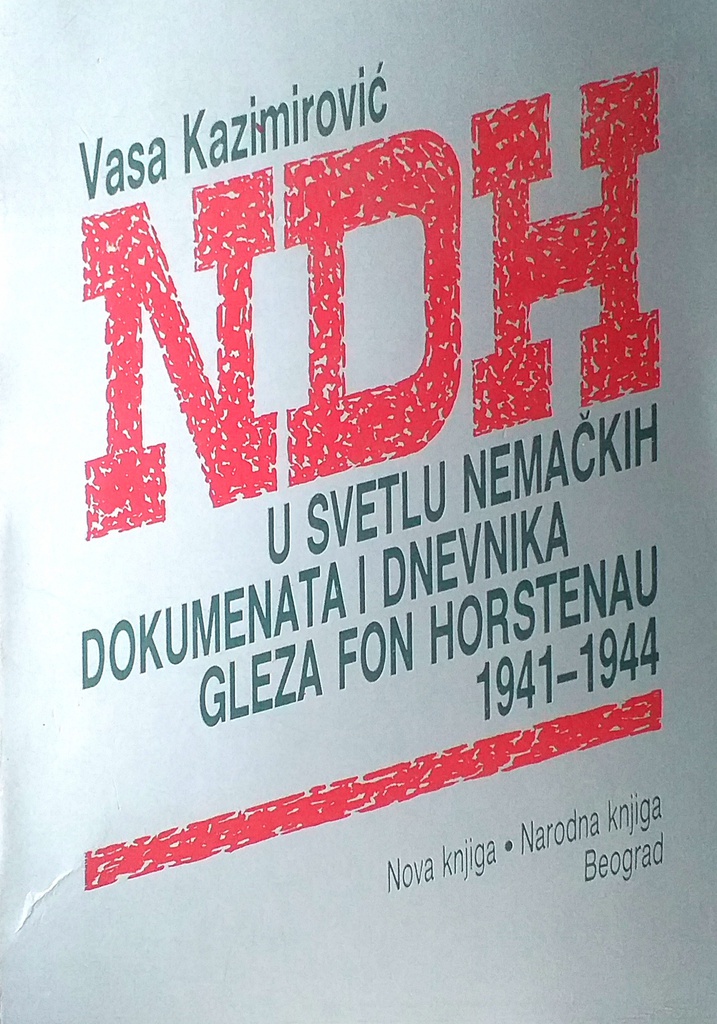 Vasa Kazimirović
NDH
U SVETLU NEMAČKIH
DOKUMENATA I DNEVNIKA
GLEZA FON HORSTENAU
1941–1944
Nova knjiga • Narodna knjiga
Beograd